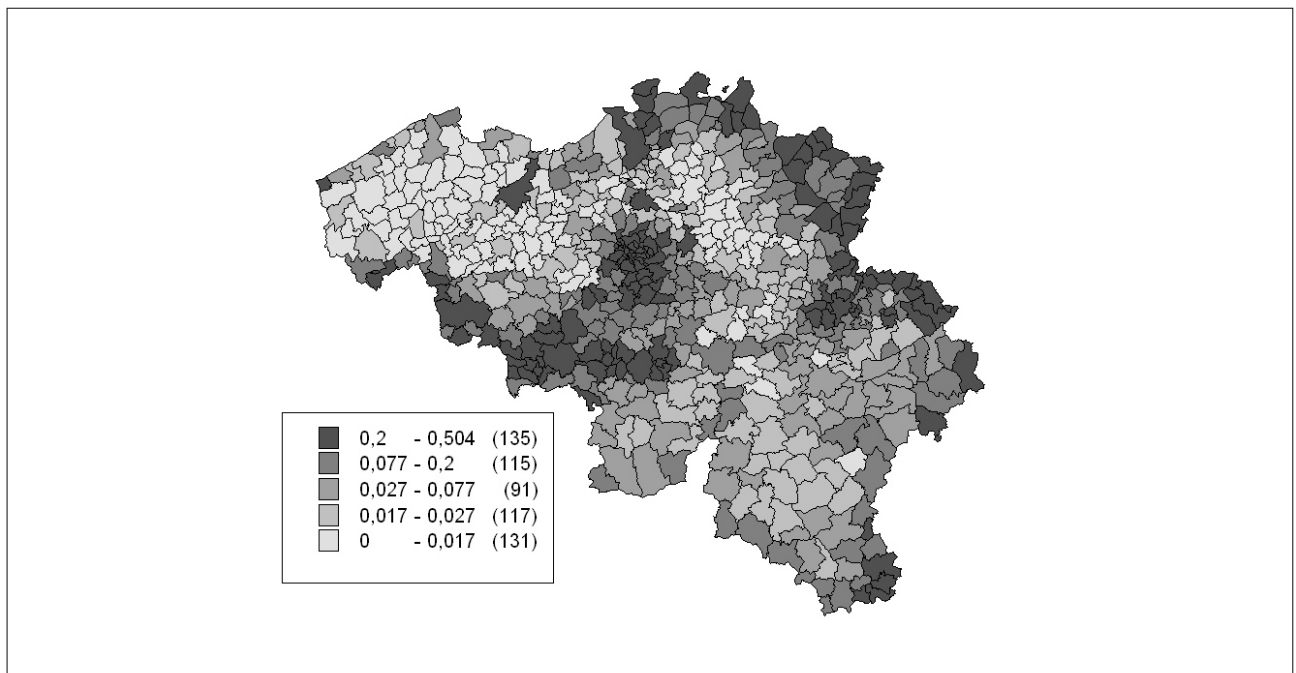 0,2 - 0,504 (135)
0,077 - 0,2 (115)
0,027 - 0,077 (91)
0,017 - 0,027 (117)
0 - 0,017 (131)